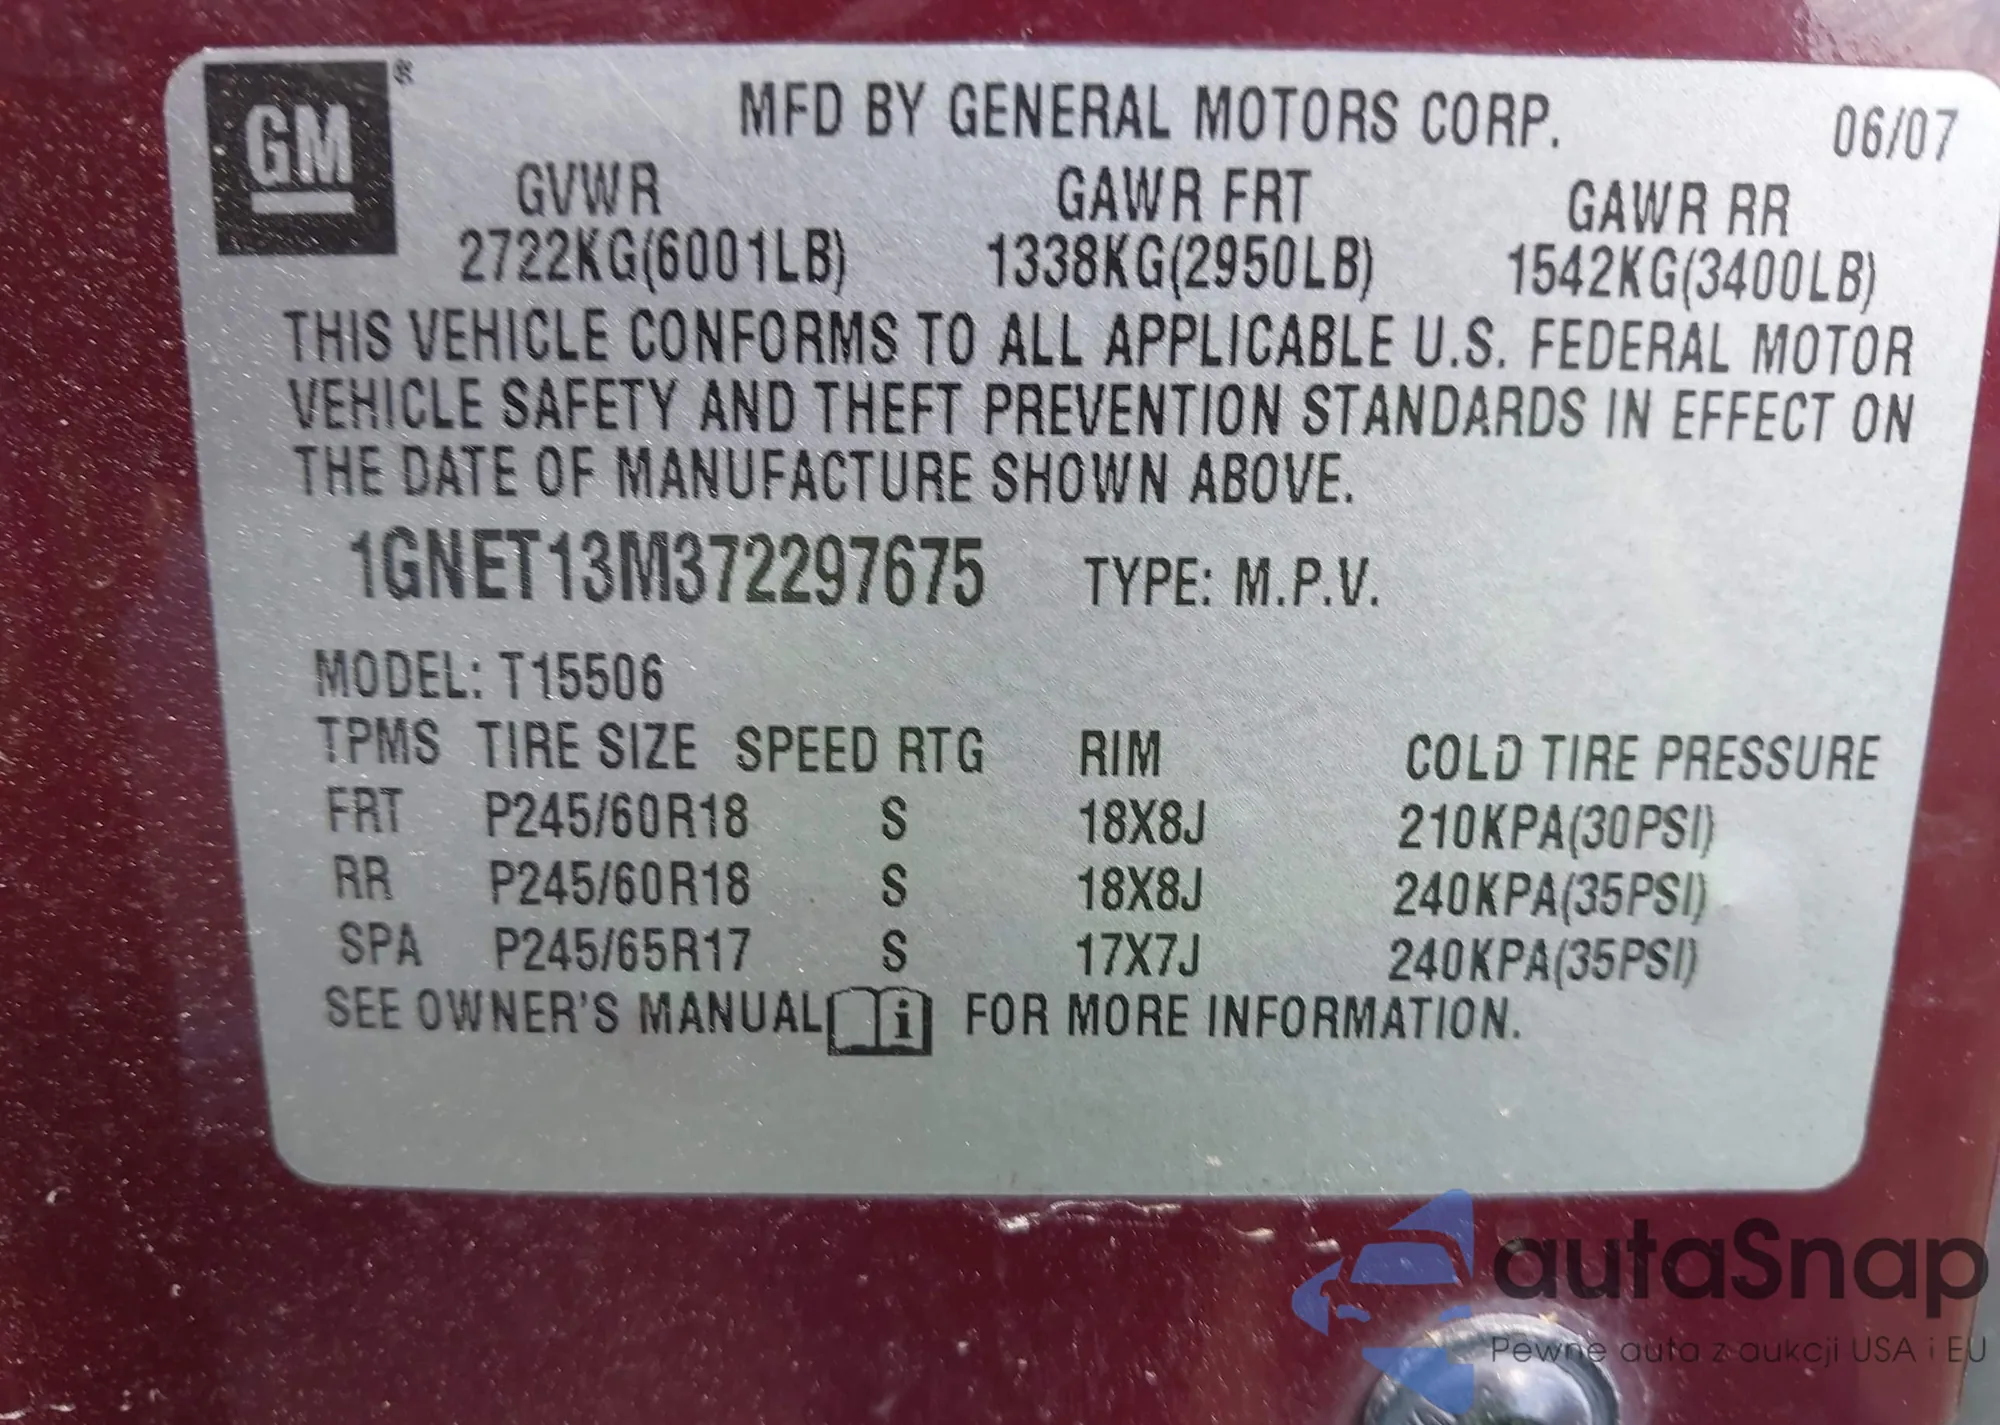 GM®
MFD BY GENERAL MOTORS CORP. 06/07
GVWR GAWR FRT GAWR RR
2722KG(6001LB) 1338KG(2950LB) 1542KG(3400LB)
THIS VEHICLE CONFORMS TO ALL APPLICABLE U.S. FEDERAL MOTOR
VEHICLE SAFETY AND THEFT PREVENTION STANDARDS IN EFFECT ON
THE DATE OF MANUFACTURE SHOWN ABOVE.
1GNET13M372297675 TYPE: M.P.V.
MODEL: T15506
TPMS TIRE SIZE SPEED RTG RIM COLD TIRE PRESSURE
FRT P245/60R18 S 18X8J 210KPA(30PSI)
RR P245/60R18 S 18X8J 240KPA(35PSI)
SPA P245/65R17 S 17X7J 240KPA(35PSI)
SEE OWNER'S MANUAL i FOR MORE INFORMATION.
autaSnap
Pewne auta z aukcji USA i EU